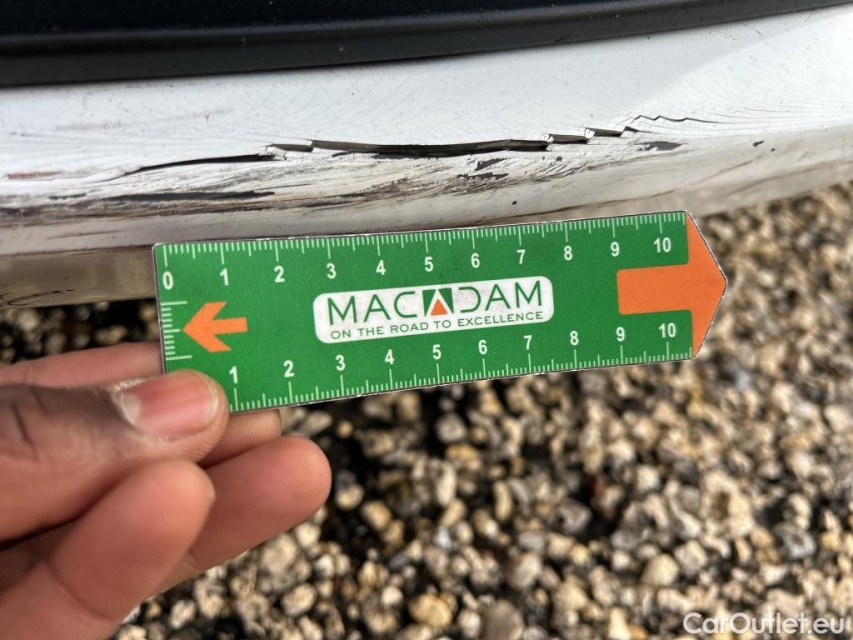 0 1 2 3 4 5 6 7 8 9 10
MACADAM
ON THE ROAD TO EXCELLENCE
1 2 3 4 5 6 7 8 9 10
CarOutlet.eu